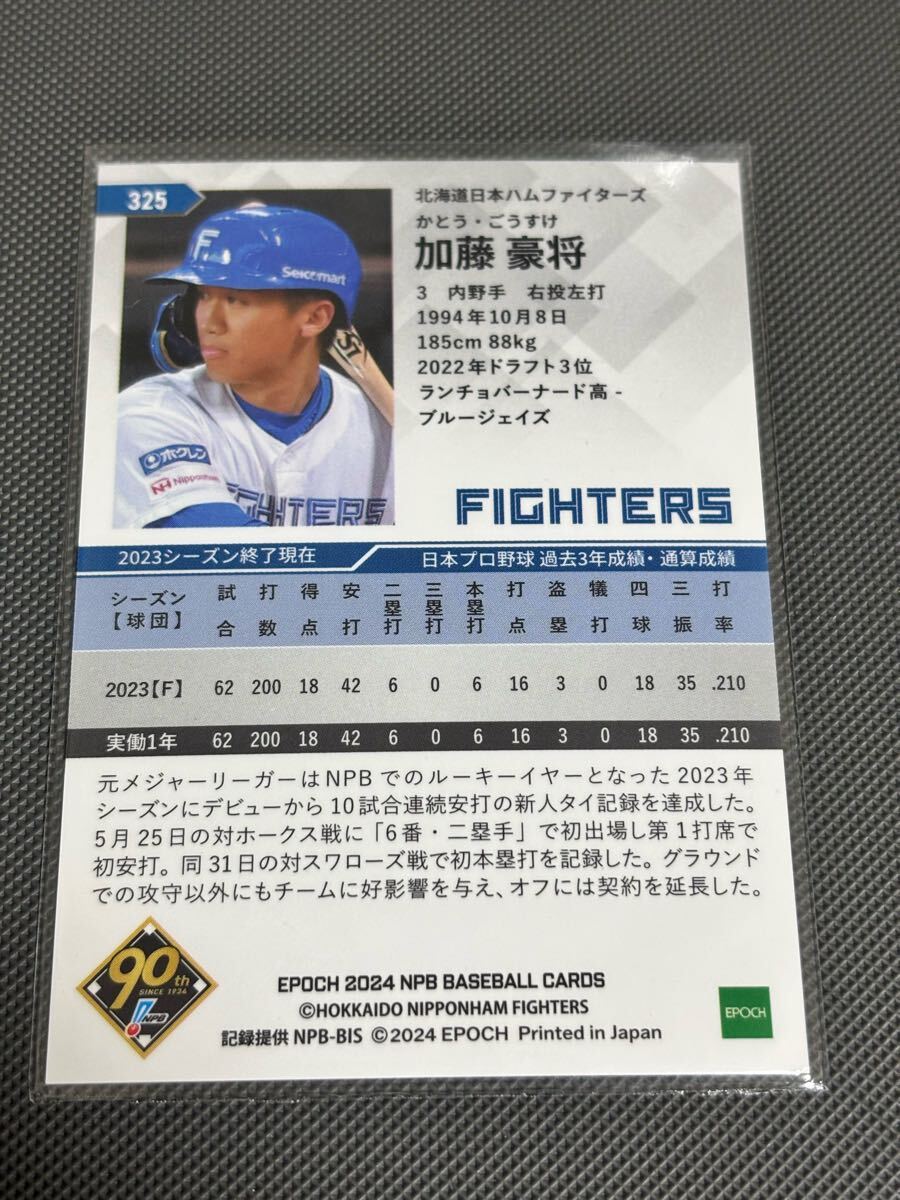 325
北海道日本ハムファイターズ
かとう・ごうすけ
加藤 豪将
3 内野手 右投左打
1994年10月8日
185cm 88kg
2022年ドラフト3位
ランチョバーナード高 -
ブルージェイズ
F
Seicomart
ホクレン
Nipponham
FIGHTERS
FIGHTERS
2023シーズン終了現在 日本プロ野球 過去3年成績・通算成績
シーズン【球団】 試合 打数 得点 安打 二塁打 三塁打 本塁打 打点 盗塁 犠打 四球 三振 打率
2023【F】 62 200 18 42 6 0 6 16 3 0 18 35 .210
実働1年 62 200 18 42 6 0 6 16 3 0 18 35 .210
元メジャーリーガーはNPBでのルーキーイヤーとなった2023年
シーズンにデビューから10試合連続安打の新人タイ記録を達成した。
5月25日の対ホークス戦に「6番・二塁手」で初出場し第1打席で
初安打。同31日の対スワローズ戦で初本塁打を記録した。グラウンド
での攻守以外にもチームに好影響を与え、オフには契約を延長した。
90th
SINCE 1934
NPB
EPOCH 2024 NPB BASEBALL CARDS
©HOKKAIDO NIPPONHAM FIGHTERS
記録提供 NPB-BIS ©2024 EPOCH Printed in Japan
EPOCH